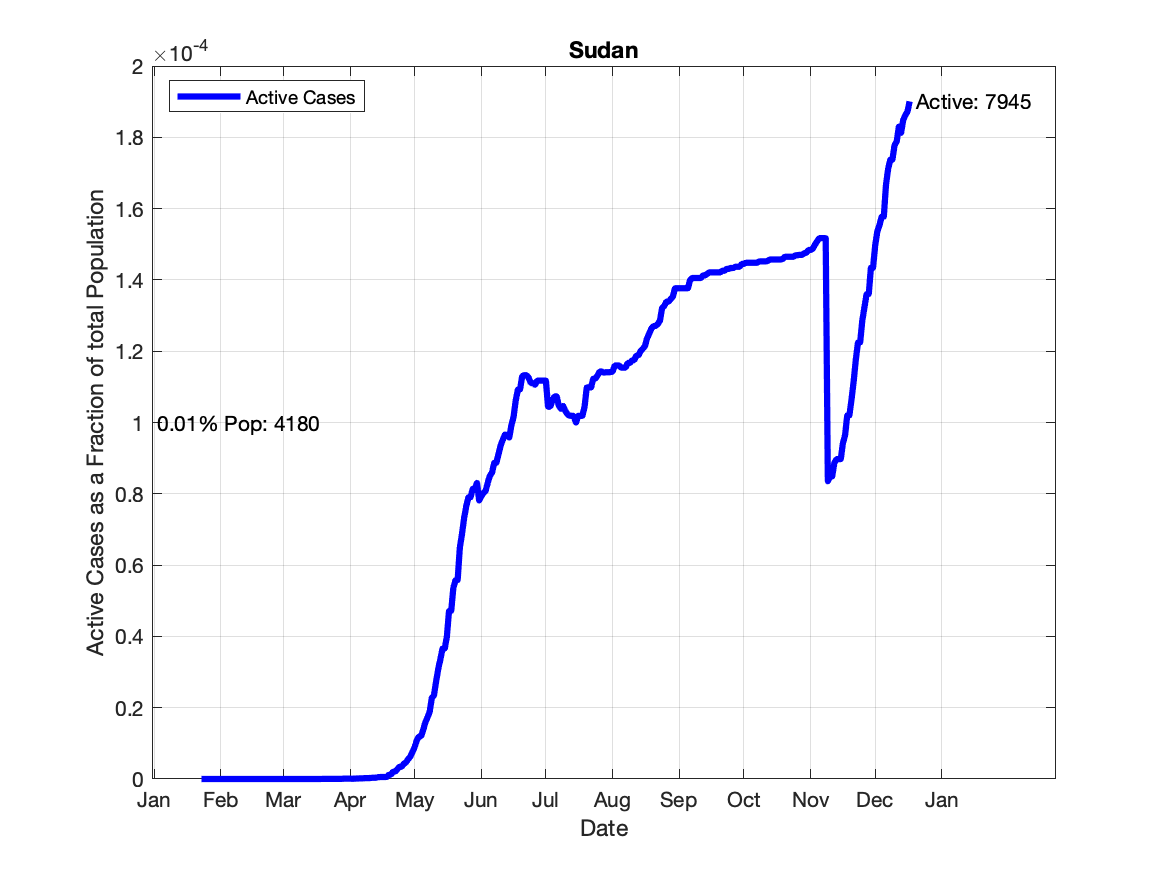 Sudan
×10-4
Active Cases
Active: 7945
0.01% Pop: 4180
Active Cases as a Fraction of total Population
2
1.8
1.6
1.4
1.2
1
0.8
0.6
0.4
0.2
0
Jan Feb Mar Apr May Jun Jul Aug Sep Oct Nov Dec Jan
Date